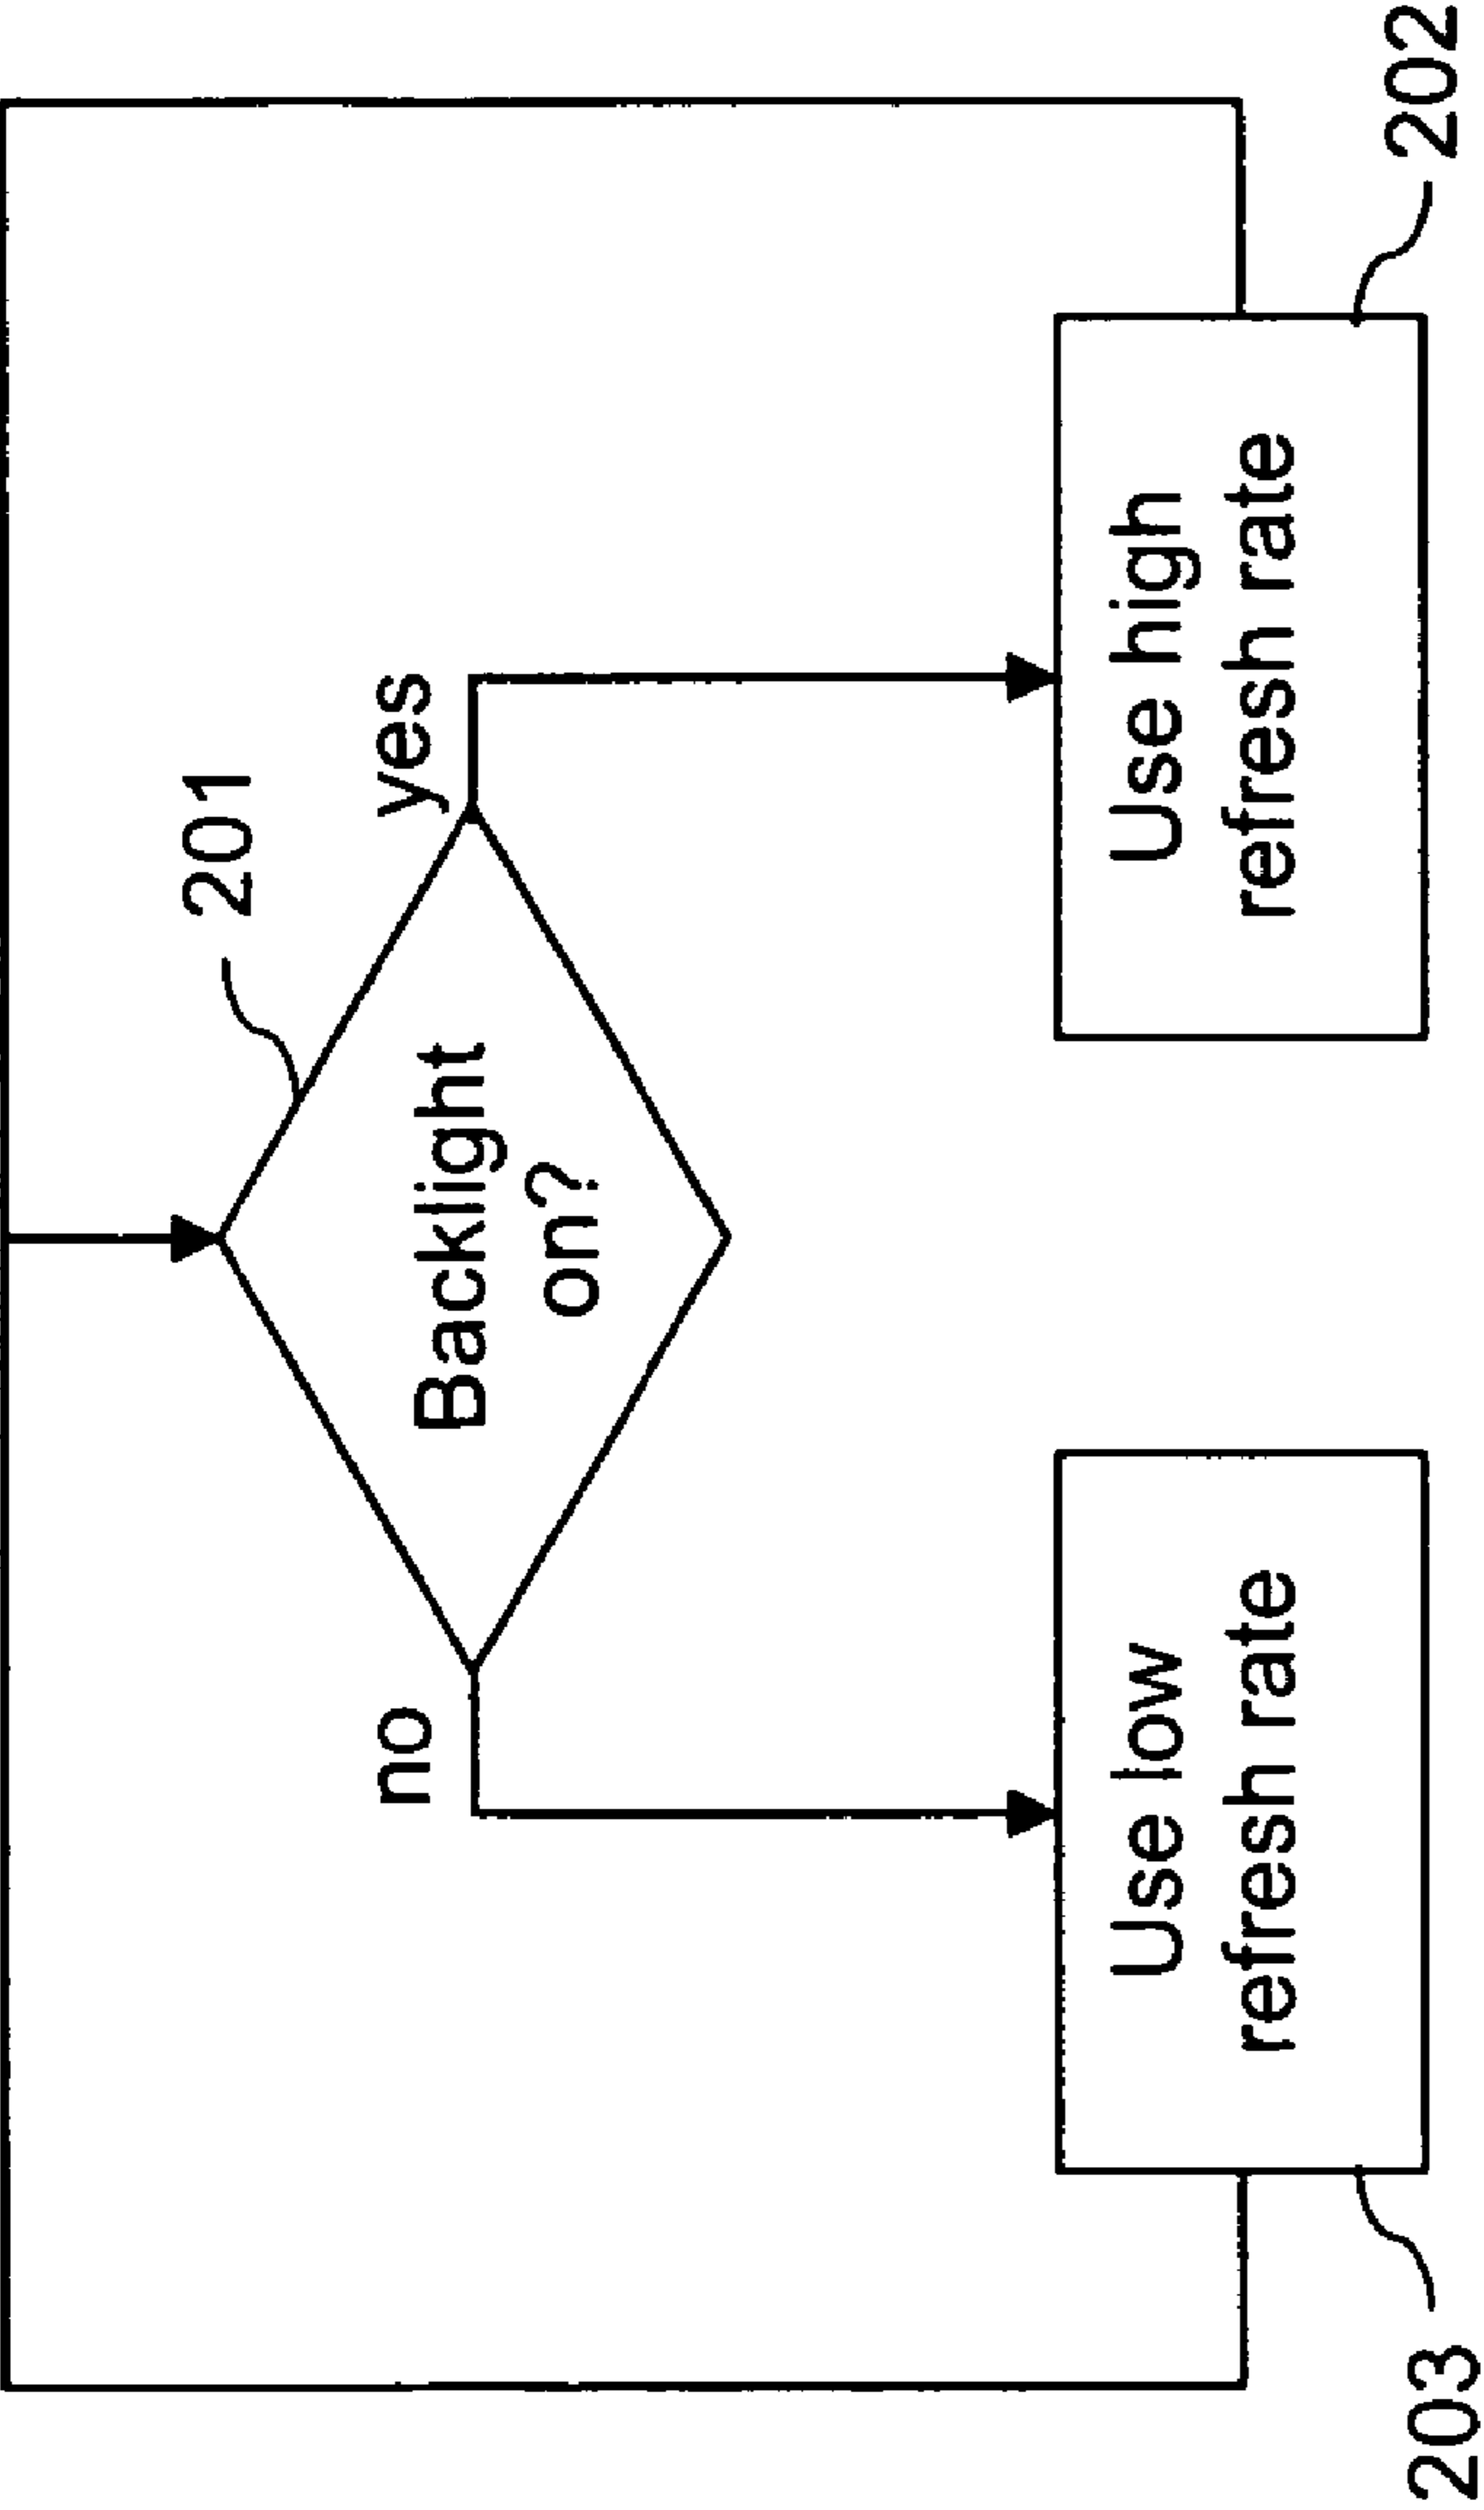 201
no
yes
Backlight
on?
Use low
refresh rate
Use high
refresh rate
203
202